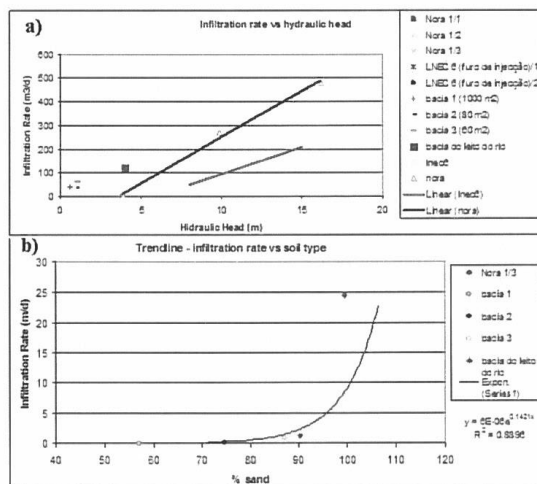 a)
Infiltration rate vs hydraulic head
Infiltration Rate (m3/d)
600
500
400
300
200
100
0
0 5 10 15 20
Hidraulic Head (m)
Nora 1/1
Nora 1/2
Nora 1/3
LNEC 6 (furo de injecção)/1
LNEC 6 (furo de injecção)/2
bacia 1 (1000 m2)
bacia 2 (80 m2)
bacia 3 (60 m2)
bacia do leito do rio
lnec6
nora
Linear (lnec6)
Linear (nora)
b)
Trendline - infiltration rate vs soil type
Infiltration Rate (m/d)
30
25
20
15
10
5
0
40 50 60 70 80 90 100 110 120
% sand
Nora 1/3
bacia 1
bacia 2
bacia 3
bacia do leito
do rio
Expon.
(Series1)
R² = 0.8396